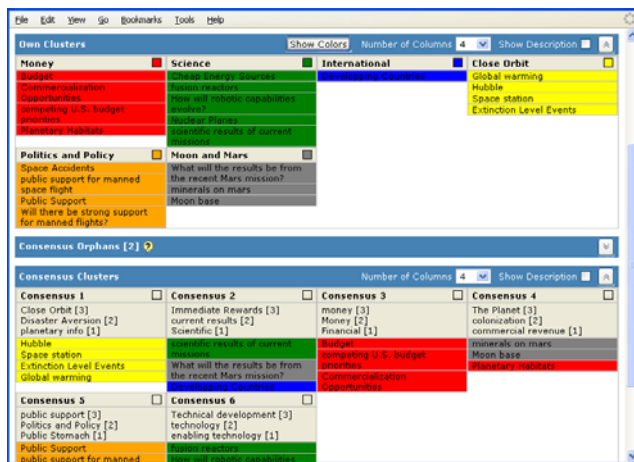 File Edit View Go Bookmarks Tools Help
Own Clusters Show Colors Number of Columns 4 Show Description
Money Science International Close Orbit
Budget Cheap Energy Sources Developing Countries Global warming
Commercialization fusion reactors Hubble
Opportunities How will robotic capabilities Space station
competing U.S. budget evolve? Extinction Level Events
priorities Nuclear Planes
Planetary Habitats scientific results of current
missions
Politics and Policy Moon and Mars
Space Accidents What will the results be from
public support for manned the recent Mars mission?
space flight minerals on mars
Public Support Moon base
Will there be strong support
for manned flights?
Consensus Orphans [2] ?
Consensus Clusters Number of Columns 4 Show Description
Consensus 1 Consensus 2 Consensus 3 Consensus 4
Close Orbit [3] Immediate Rewards [3] money [3] The Planet [3]
Disaster Aversion [2] current results [2] Money [2] colonization [2]
planetary info [1] Scientific [1] Financial [1] commercial revenue [1]
Hubble scientific results of current Budget minerals on mars
Space station missions competing U.S. budget Moon base
Extinction Level Events What will the results be from priorities Planetary Habitats
Global warming the recent Mars mission? Commercialization
Developing Countries Opportunities
Consensus 5 Consensus 6
public support [3] Technical development [3]
Politics and Policy [2] technology [2]
Public Stomach [1] enabling technology [1]
Public Support fusion reactors
public support for manned How will robotic capabilities